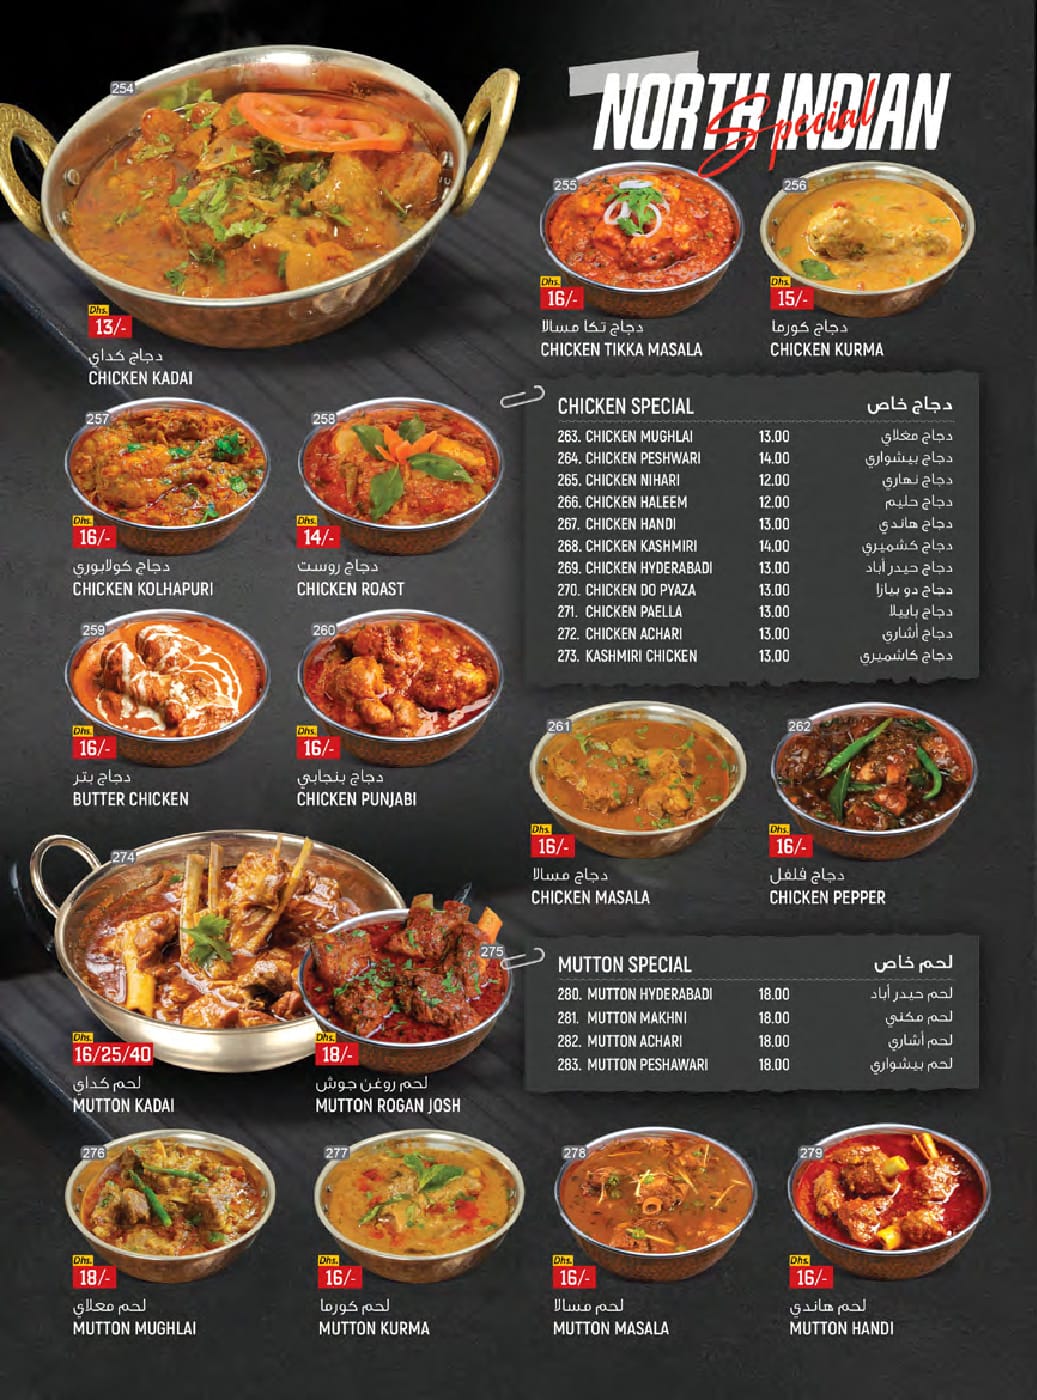 NORTH INDIAN
Special
254
Dhs.
13/-
دجاج كداي
CHICKEN KADAI
255
Dhs.
16/-
دجاج تكا مسالا
CHICKEN TIKKA MASALA
256
Dhs.
15/-
دجاج كورما
CHICKEN KURMA
257
Dhs.
16/-
دجاج كولابوري
CHICKEN KOLHAPURI
258
Dhs.
14/-
دجاج روست
CHICKEN ROAST
259
Dhs.
16/-
دجاج بتر
BUTTER CHICKEN
260
Dhs.
16/-
دجاج بنجابي
CHICKEN PUNJABI
CHICKEN SPECIAL دجاج خاص
263. CHICKEN MUGHLAI 13.00 دجاج مغلاي
264. CHICKEN PESHWARI 14.00 دجاج بيشواري
265. CHICKEN NIHARI 12.00 دجاج نهاري
266. CHICKEN HALEEM 12.00 دجاج حليم
267. CHICKEN HANDI 13.00 دجاج هاندي
268. CHICKEN KASHMIRI 14.00 دجاج كشميري
269. CHICKEN HYDERABADI 13.00 دجاج حيدر أباد
270. CHICKEN DO PYAZA 13.00 دجاج دو بيازا
271. CHICKEN PAELLA 13.00 دجاج باييلا
272. CHICKEN ACHARI 13.00 دجاج أشاري
273. KASHMIRI CHICKEN 13.00 دجاج كاشميري
261
Dhs.
16/-
دجاج مسالا
CHICKEN MASALA
262
Dhs.
16/-
دجاج فلفل
CHICKEN PEPPER
274
Dhs.
16/25/40
لحم كداي
MUTTON KADAI
275
Dhs.
18/-
لحم روغن جوش
MUTTON ROGAN JOSH
MUTTON SPECIAL لحم خاص
280. MUTTON HYDERABADI 18.00 لحم حيدر أباد
281. MUTTON MAKHNI 18.00 لحم مكني
282. MUTTON ACHARI 18.00 لحم أشاري
283. MUTTON PESHAWARI 18.00 لحم بيشواري
276
Dhs.
18/-
لحم مغلاي
MUTTON MUGHLAI
277
Dhs.
16/-
لحم كورما
MUTTON KURMA
278
Dhs.
16/-
لحم مسالا
MUTTON MASALA
279
Dhs.
16/-
لحم هاندي
MUTTON HANDI